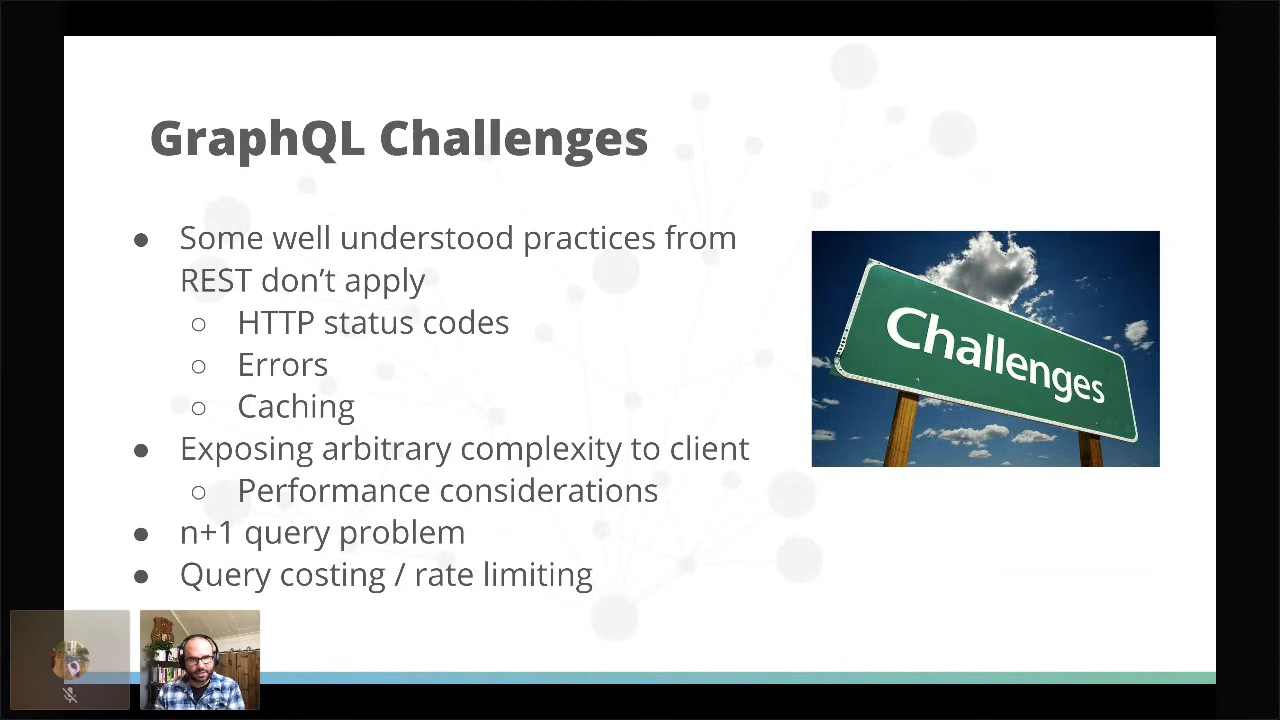 GraphQL Challenges
● Some well understood practices from
REST don’t apply
○ HTTP status codes
○ Errors
○ Caching
● Exposing arbitrary complexity to client
○ Performance considerations
● n+1 query problem
● Query costing / rate limiting
Challenges